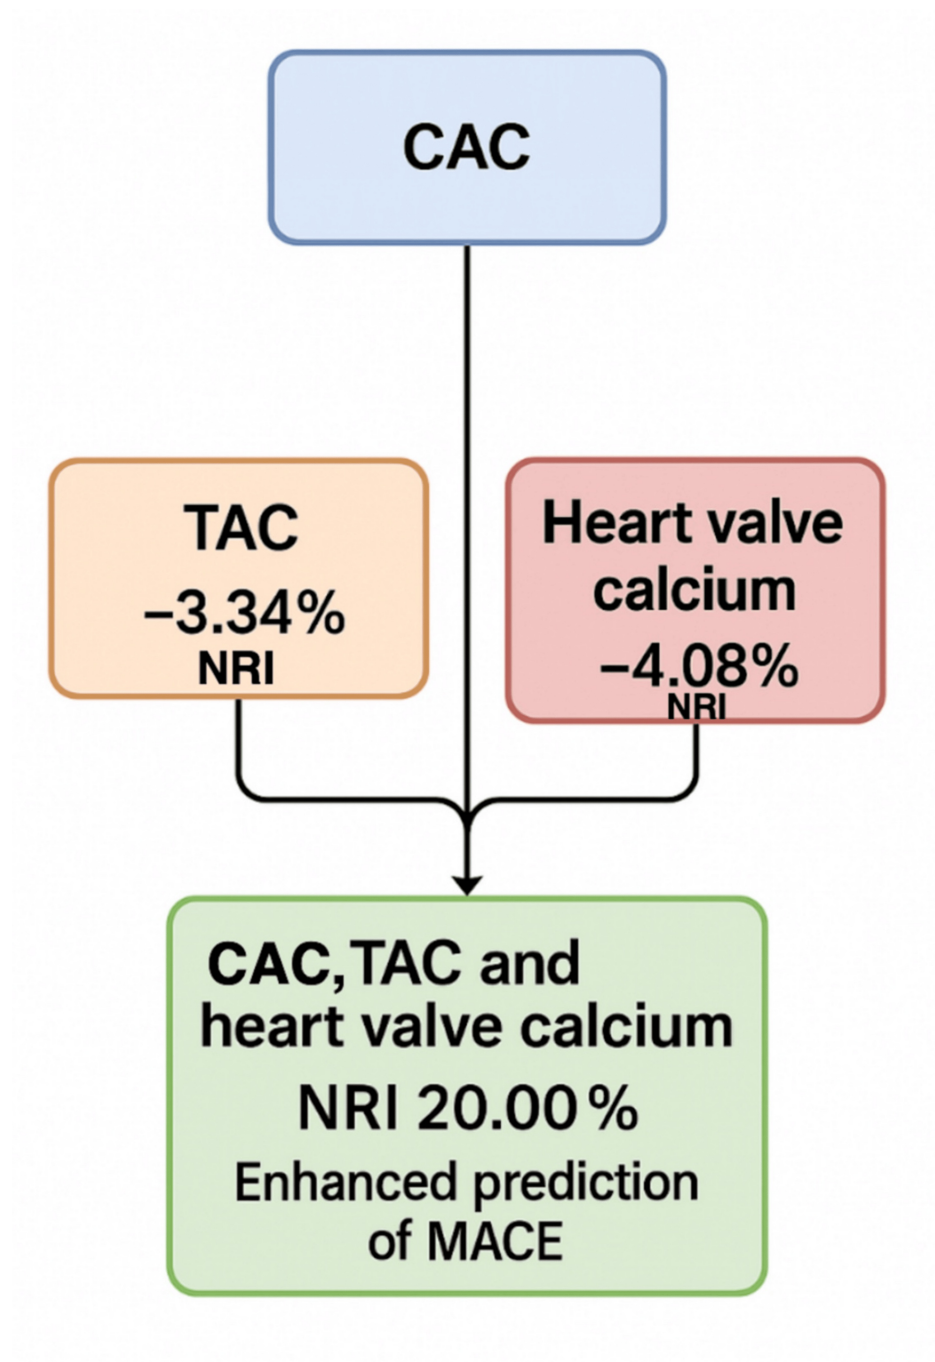 CAC
TAC
−3.34%
NRI
Heart valve
calcium
−4.08%
NRI
CAC, TAC and
heart valve calcium
NRI 20.00%
Enhanced prediction
of MACE